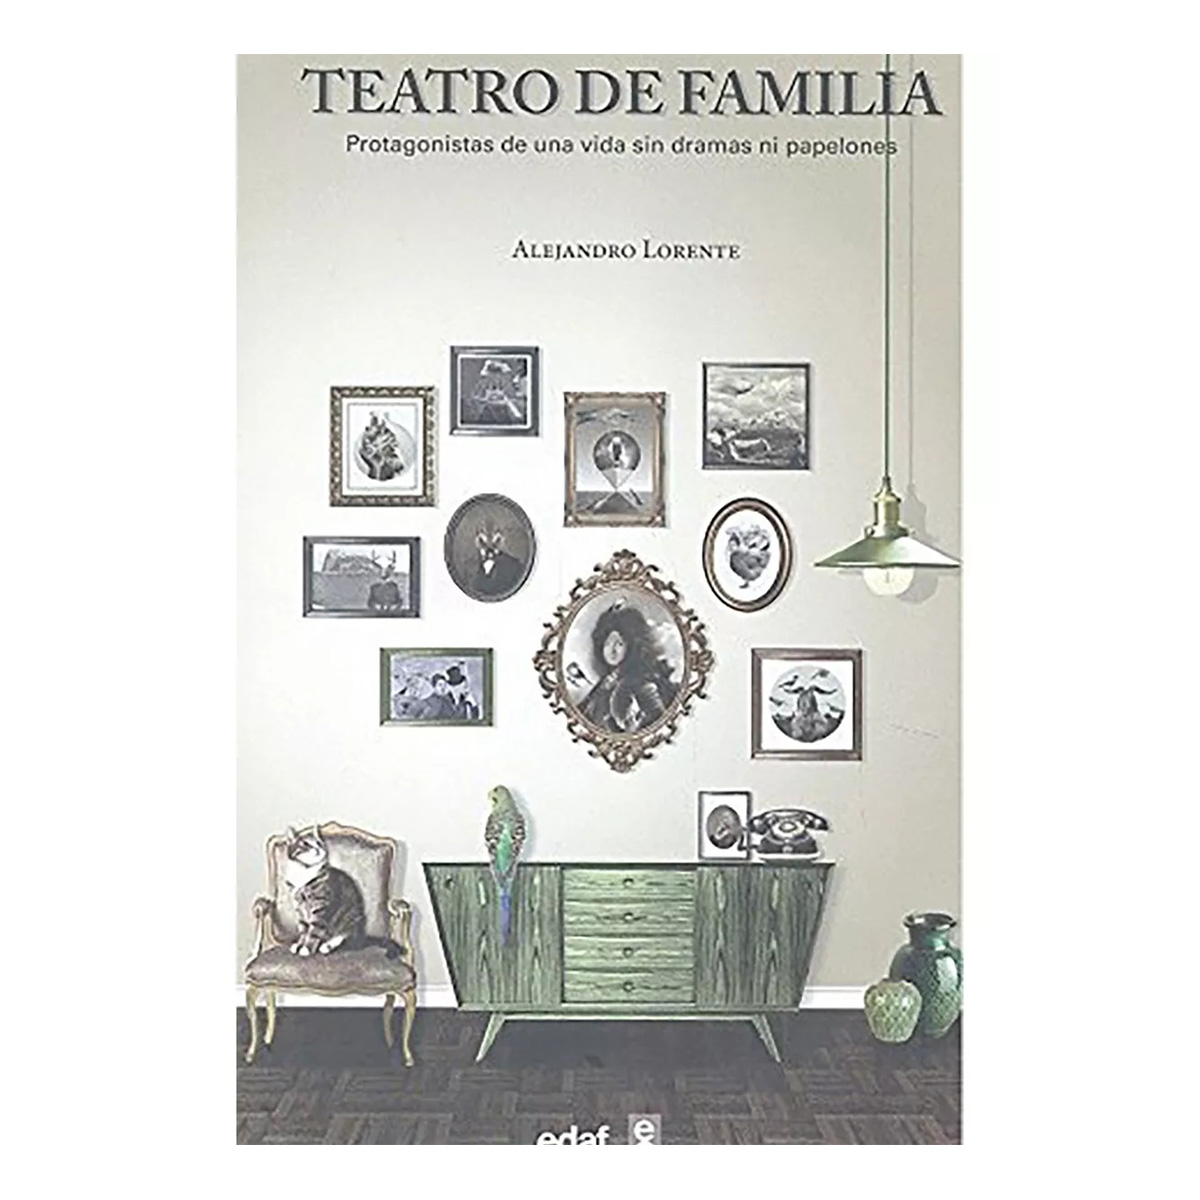 TEATRO DE FAMILIA
Protagonistas de una vida sin dramas ni papelones
ALEJANDRO LORENTE
edaf e